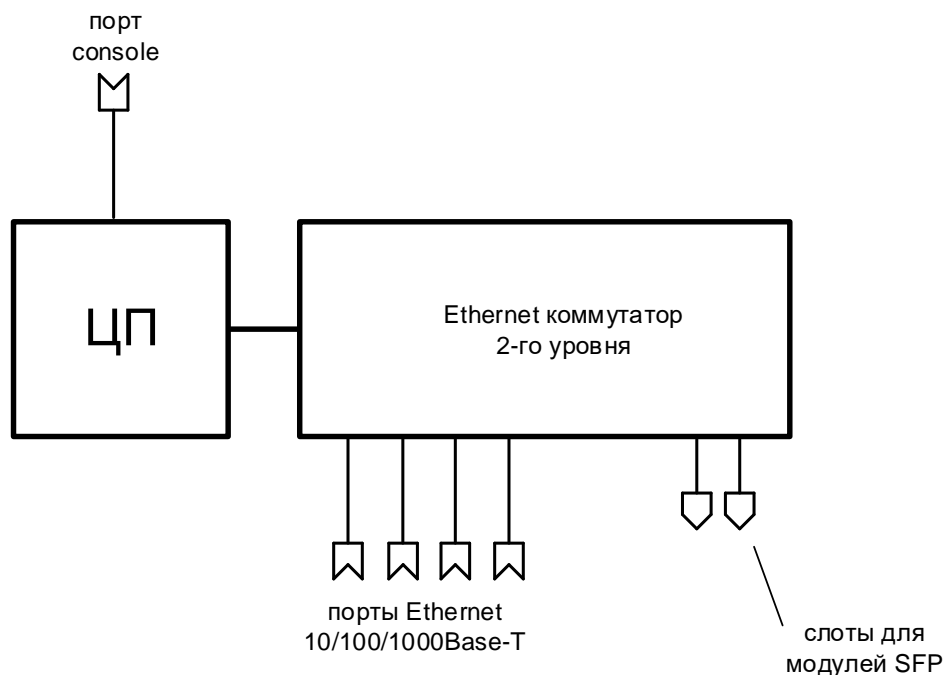 порт
console
ЦП
Ethernet коммутатор
2-го уровня
порты Ethernet
10/100/1000Base-T
слоты для
модулей SFP